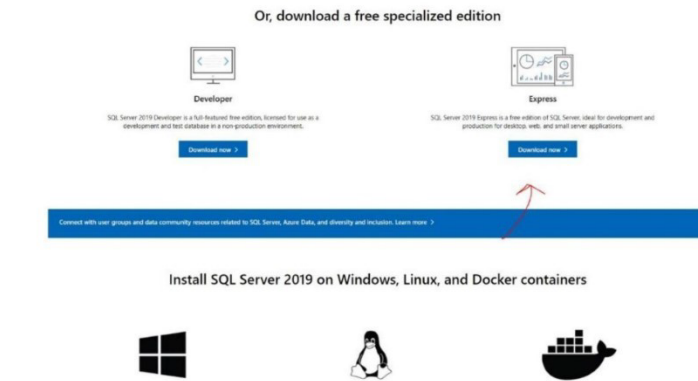 Or, download a free specialized edition
Developer
SQL Server 2019 Developer is a full-featured free edition, licensed for use as a
development and test database in a non-production environment.
Download now >
Express
SQL Server 2019 Express is a free edition of SQL Server, ideal for development and
production for desktop, web, and small server applications.
Download now >
Connect with user groups and data community resources related to SQL Server, Azure Data, and diversity and inclusion. Learn more >
Install SQL Server 2019 on Windows, Linux, and Docker containers